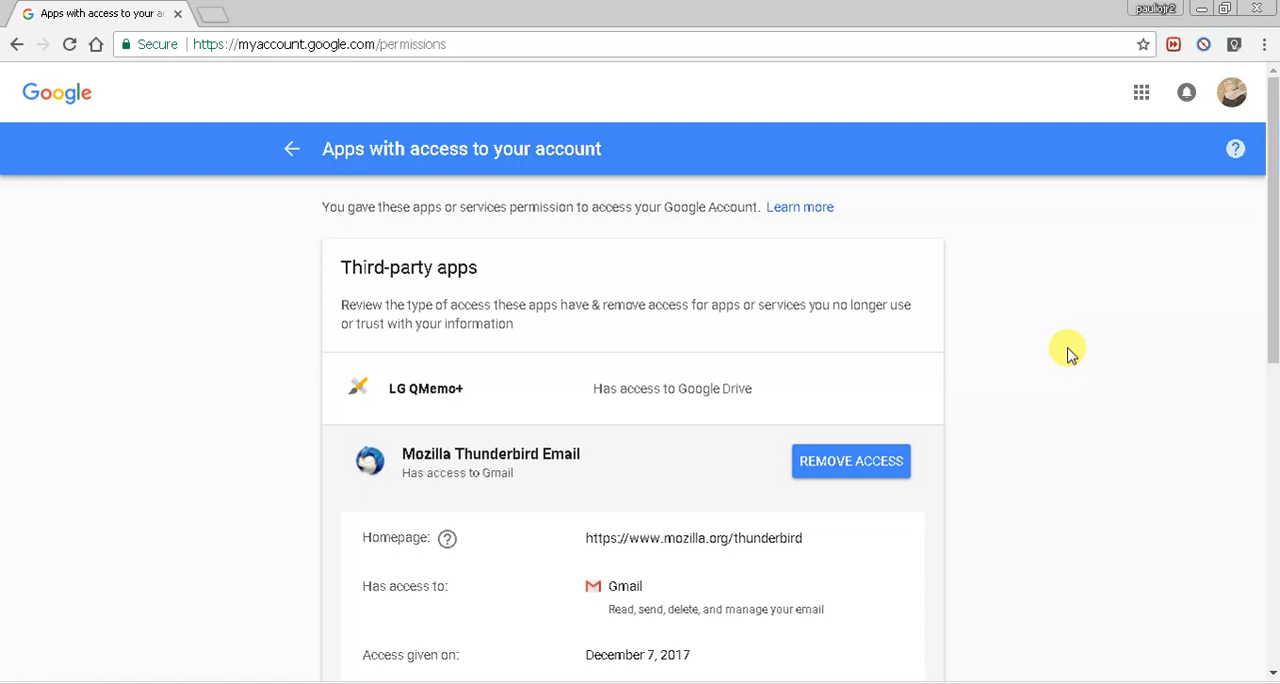 Apps with access to your a
pauliojr2
Secure
https://myaccount.google.com/permissions
Google
Apps with access to your account
You gave these apps or services permission to access your Google Account. Learn more
Third-party apps
Review the type of access these apps have & remove access for apps or services you no longer use
or trust with your information
LG QMemo+
Has access to Google Drive
Mozilla Thunderbird Email
Has access to Gmail
REMOVE ACCESS
Homepage: ?
https://www.mozilla.org/thunderbird
Has access to:
Gmail
Read, send, delete, and manage your email
Access given on:
December 7, 2017